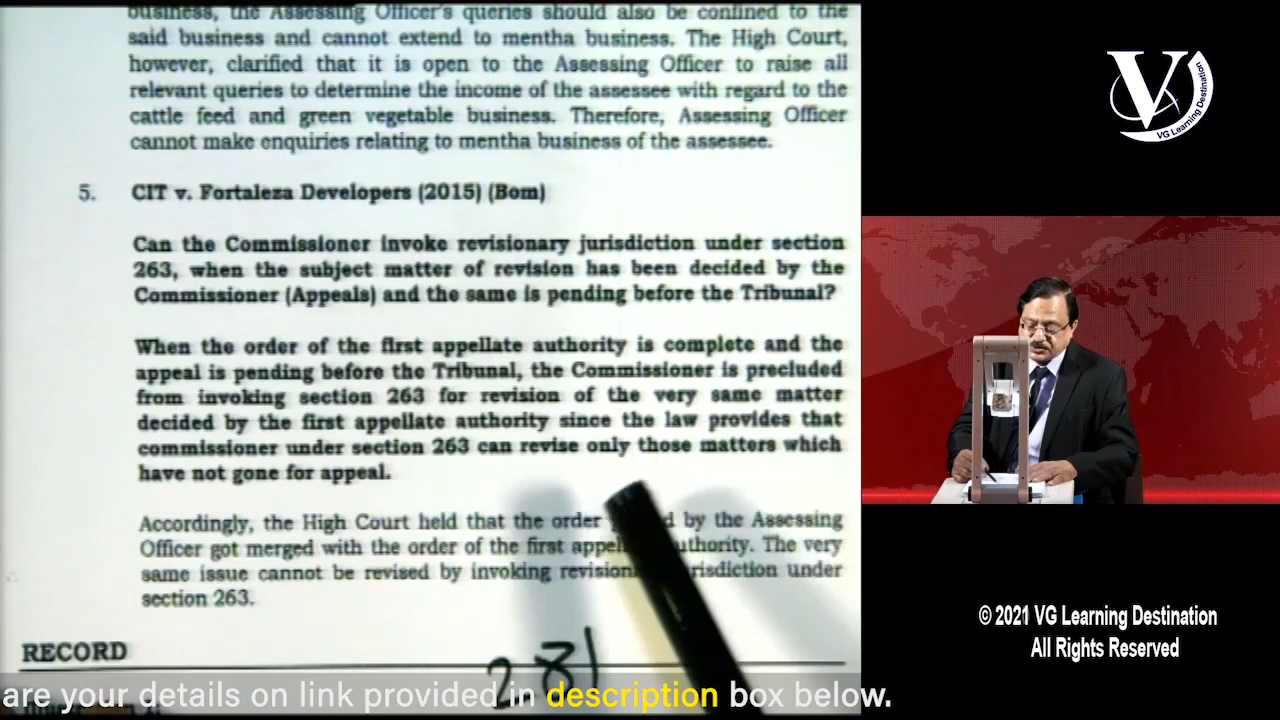 business, the Assessing Officer's queries should also be confined to the
said business and cannot extend to mentha business. The High Court,
however, clarified that it is open to the Assessing Officer to raise all
relevant queries to determine the income of the assessee with regard to the
cattle feed and green vegetable business. Therefore, Assessing Officer
cannot make enquiries relating to mentha business of the assessee.
5. CIT v. Fortaleza Developers (2015) (Bom)
Can the Commissioner invoke revisionary jurisdiction under section
263, when the subject matter of revision has been decided by the
Commissioner (Appeals) and the same is pending before the Tribunal?
When the order of the first appellate authority is complete and the
appeal is pending before the Tribunal, the Commissioner is precluded
from invoking section 263 for revision of the very same matter
decided by the first appellate authority since the law provides that
commissioner under section 263 can revise only those matters which
have not gone for appeal.
Accordingly, the High Court held that the order by the Assessing
Officer got merged with the order of the first The very
same issue cannot be revised by invoking under
section 263.
RECORD
281
are your details on link provided in description box below.
V
VG Learning Destination
© 2021 VG Learning Destination
All Rights Reserved